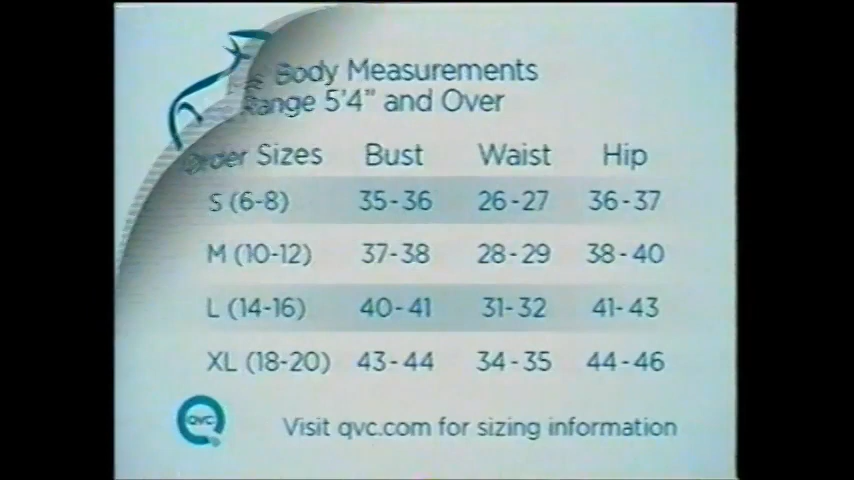 Body Measurements
Range 5'4" and Over
Order Sizes Bust Waist Hip
S (6-8) 35-36 26-27 36-37
M (10-12) 37-38 28-29 38-40
L (14-16) 40-41 31-32 41-43
XL (18-20) 43-44 34-35 44-46
QVC
Visit qvc.com for sizing information